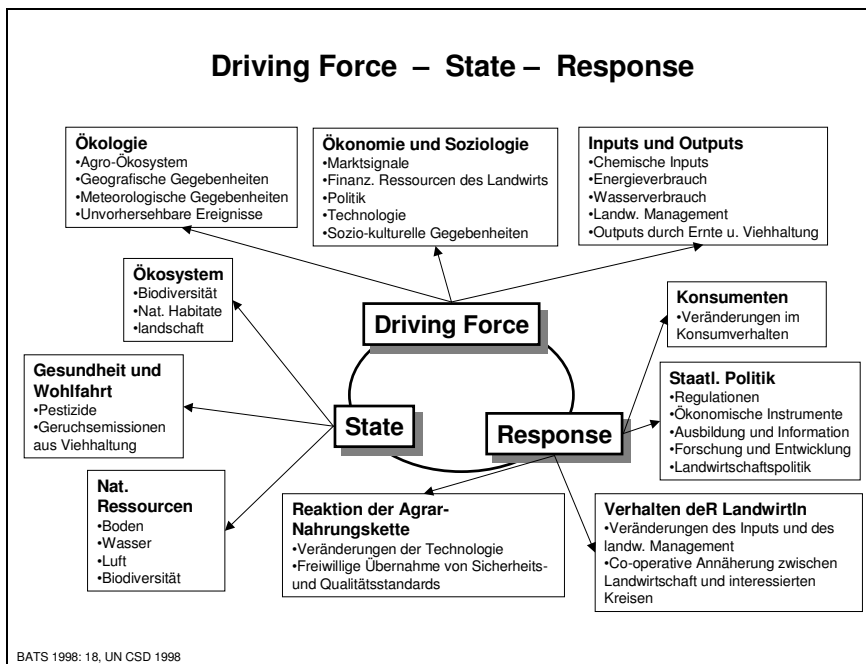 Driving Force – State – Response
Ökologie
•Agro-Ökosystem
•Geografische Gegebenheiten
•Meteorologische Gegebenheiten
•Unvorhersehbare Ereignisse
Ökonomie und Soziologie
•Marktsignale
•Finanz. Ressourcen des Landwirts
•Politik
•Technologie
•Sozio-kulturelle Gegebenheiten
Inputs und Outputs
•Chemische Inputs
•Energieverbrauch
•Wasserverbrauch
•Landw. Management
•Outputs durch Ernte u. Viehhaltung
Ökosystem
•Biodiversität
•Nat. Habitate
•landschaft
Driving Force
Konsumenten
•Veränderungen im
Konsumverhalten
Gesundheit und
Wohlfahrt
•Pestizide
•Geruchsemissionen
aus Viehhaltung
State
Response
Staatl. Politik
•Regulationen
•Ökonomische Instrumente
•Ausbildung und Information
•Forschung und Entwicklung
•Landwirtschaftspolitik
Nat.
Ressourcen
•Boden
•Wasser
•Luft
•Biodiversität
Reaktion der Agrar-
Nahrungskette
•Veränderungen der Technologie
•Freiwillige Übernahme von Sicherheits-
und Qualitätsstandards
Verhalten deR LandwirtIn
•Veränderungen des Inputs und des
landw. Management
•Co-operative Annäherung zwischen
Landwirtschaft und interessierten
Kreisen
BATS 1998: 18, UN CSD 1998